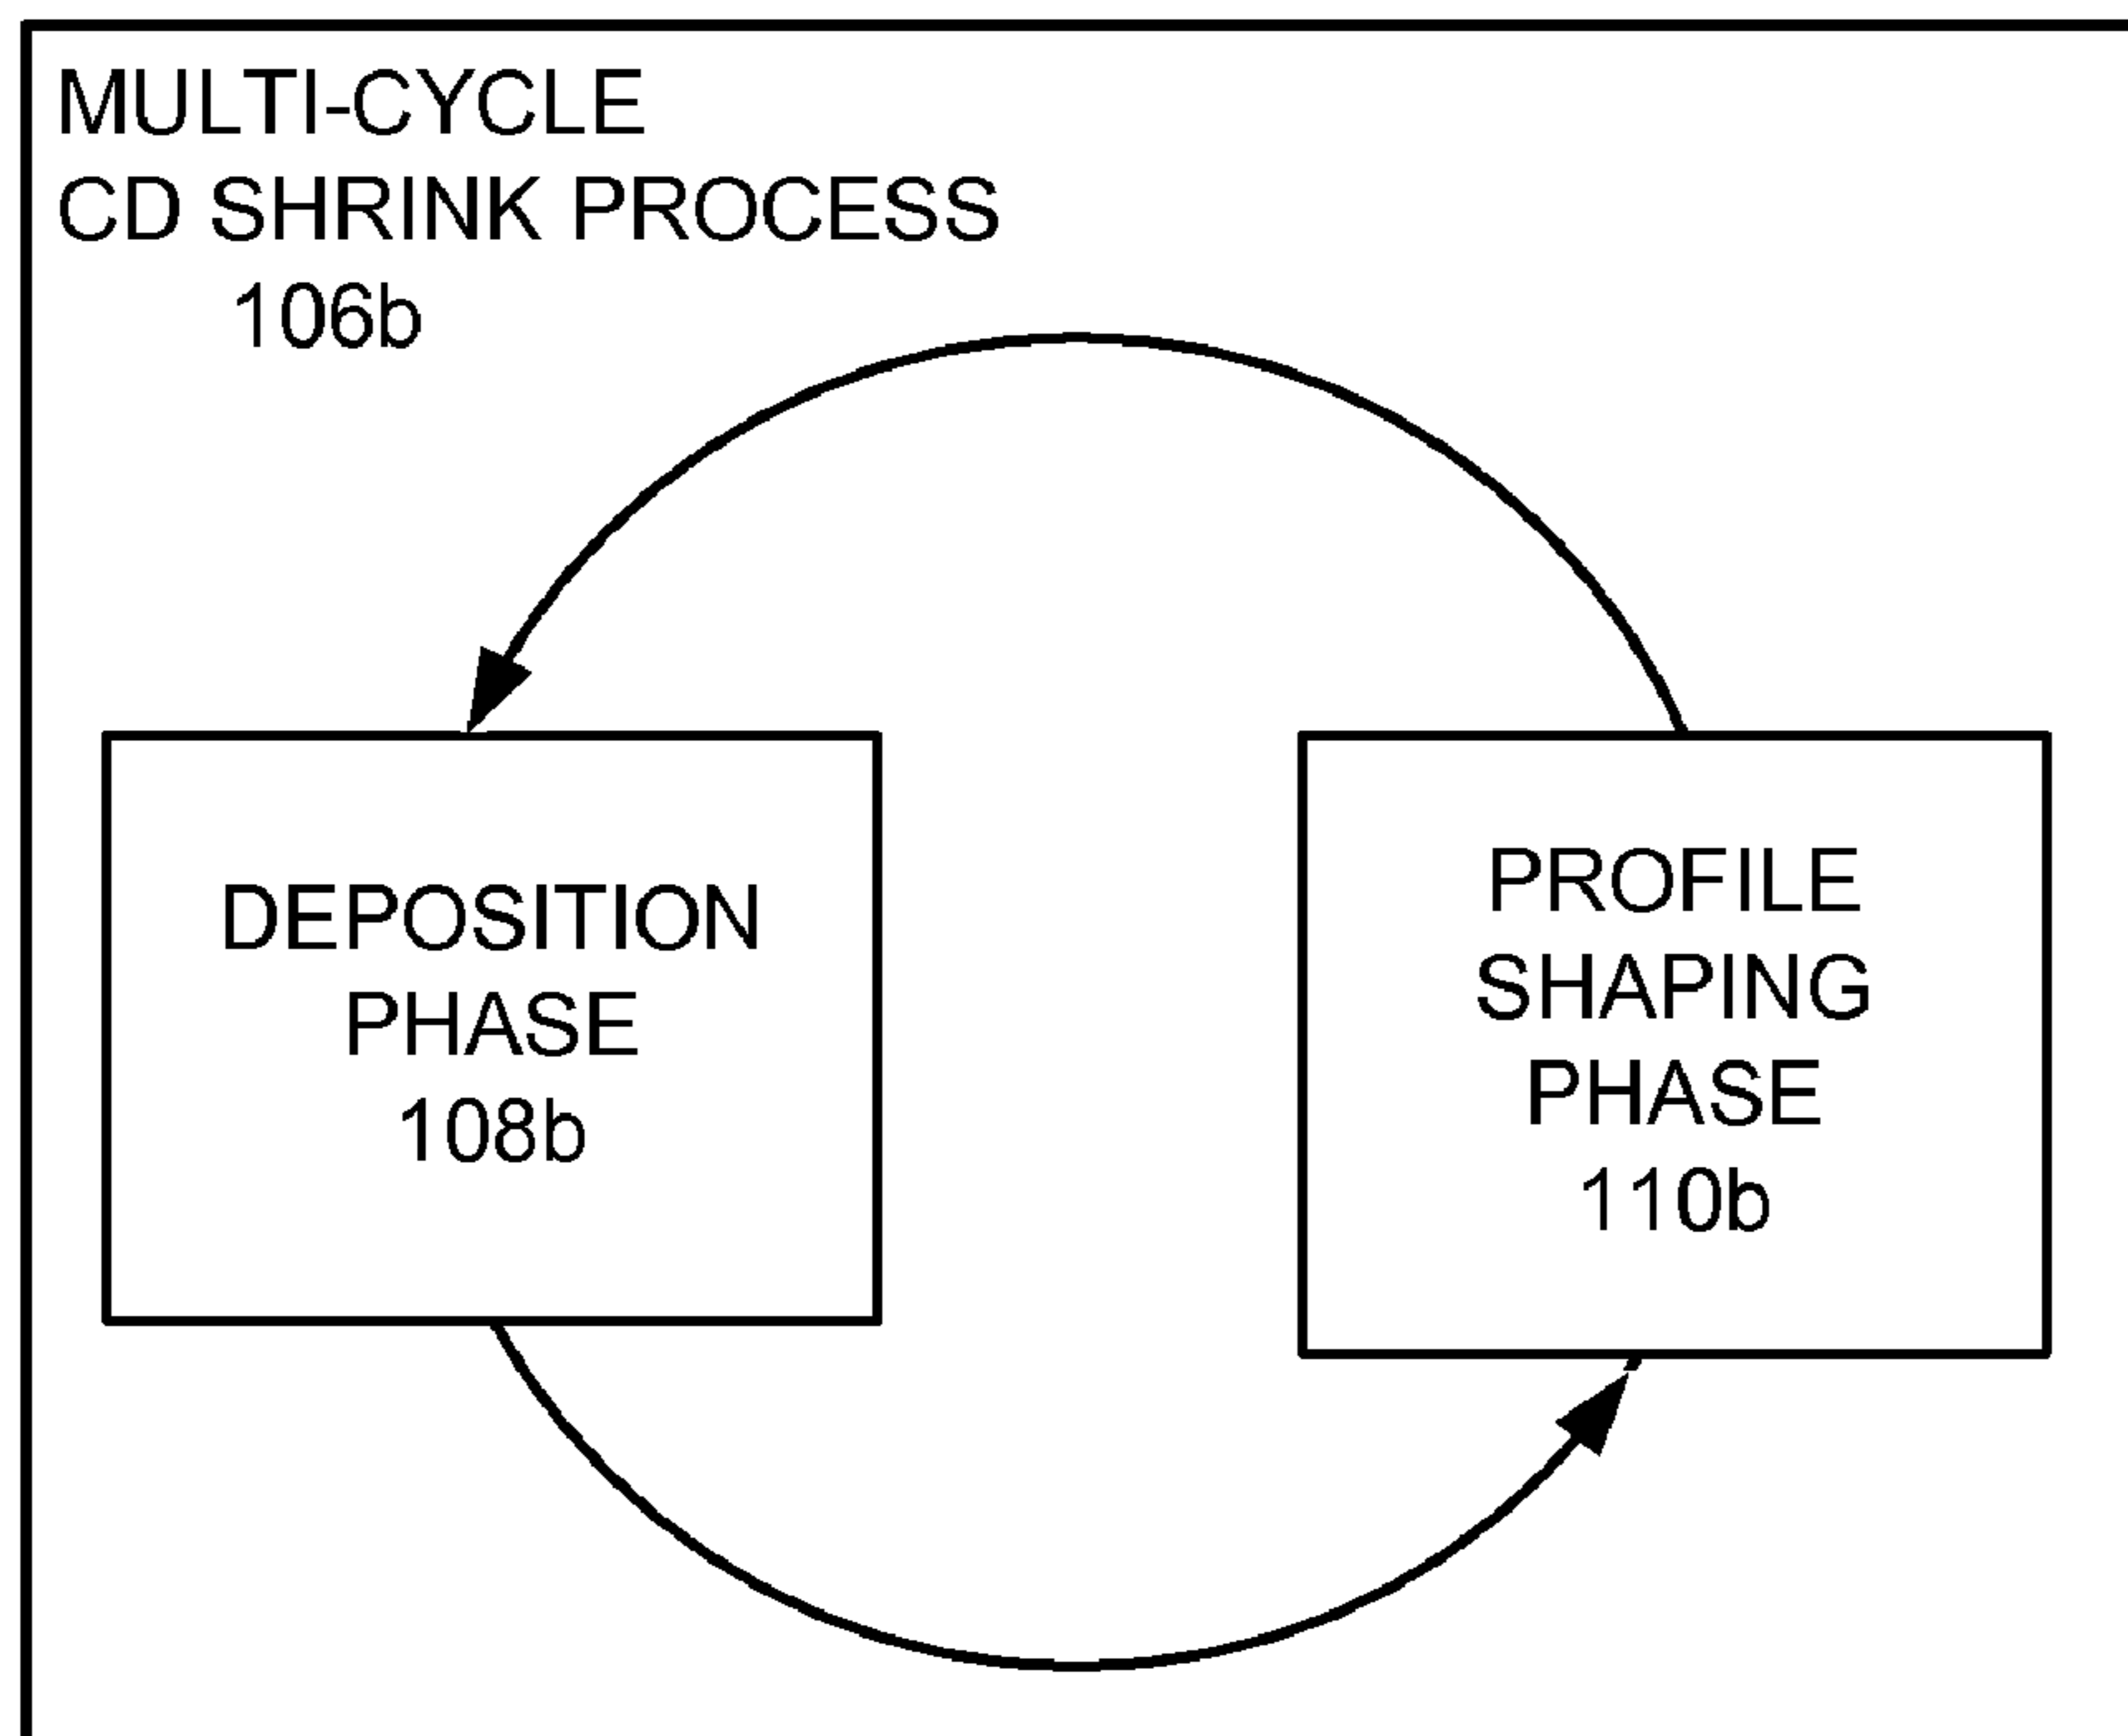 MULTI-CYCLE
CD SHRINK PROCESS
106b
DEPOSITION
PHASE
108b
PROFILE
SHAPING
PHASE
110b